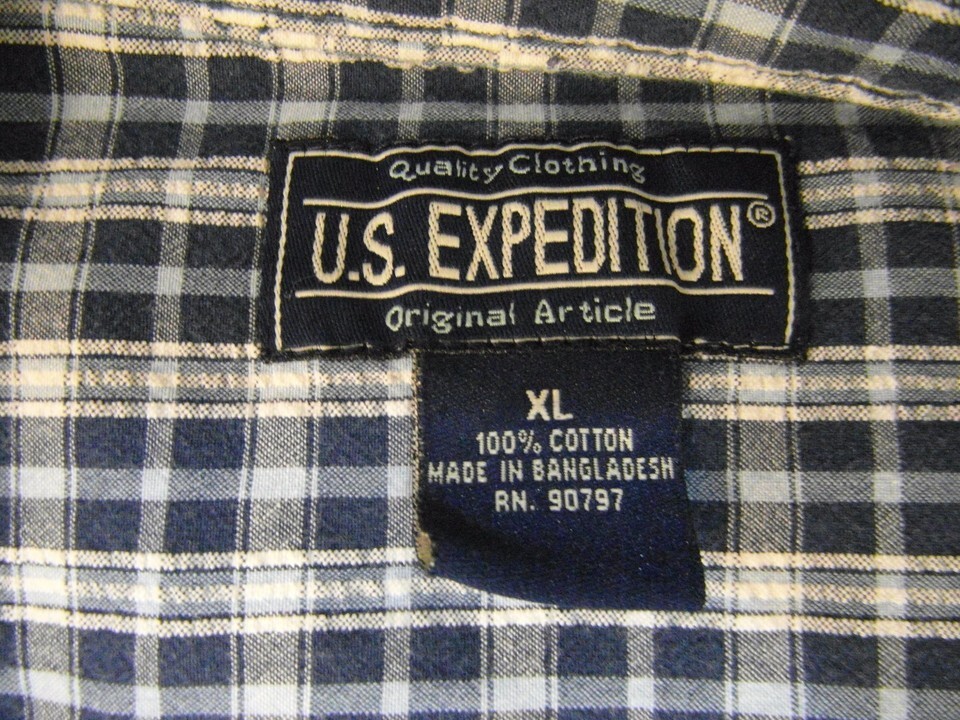 Quality Clothing
U.S. EXPEDITION®
Original Article
XL
100% COTTON
MADE IN BANGLADESH
RN. 90797